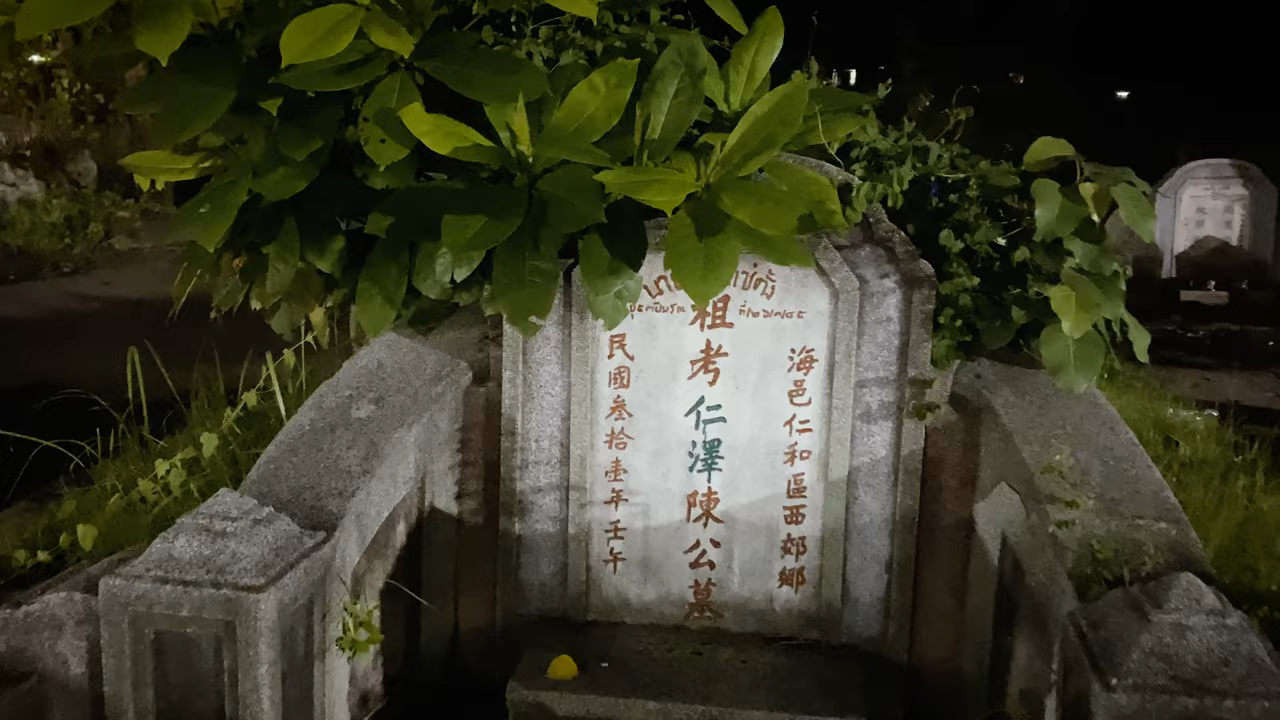 海邑仁和區西郊鄉
祖考仁澤陳公墓
民國叁拾壹年壬午